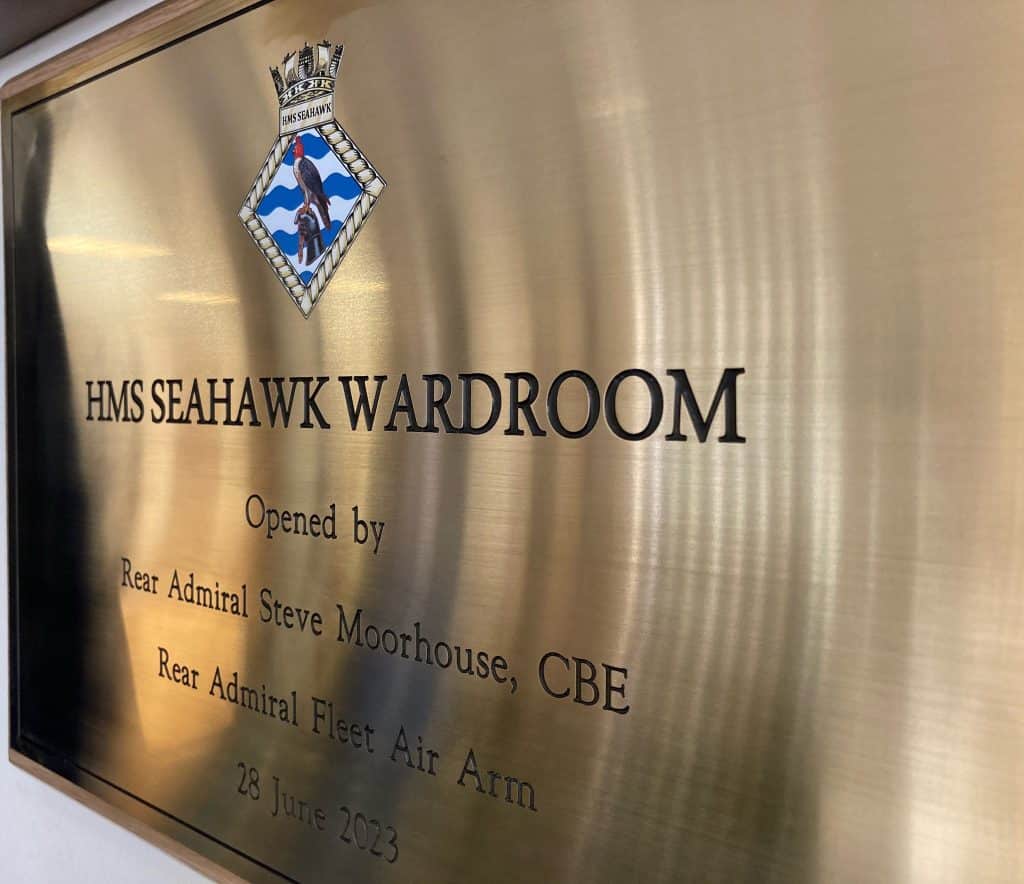 HMS SEAHAWK
HMS SEAHAWK WARDROOM
Opened by
Rear Admiral Steve Moorhouse, CBE
Rear Admiral Fleet Air Arm
28 June 2023